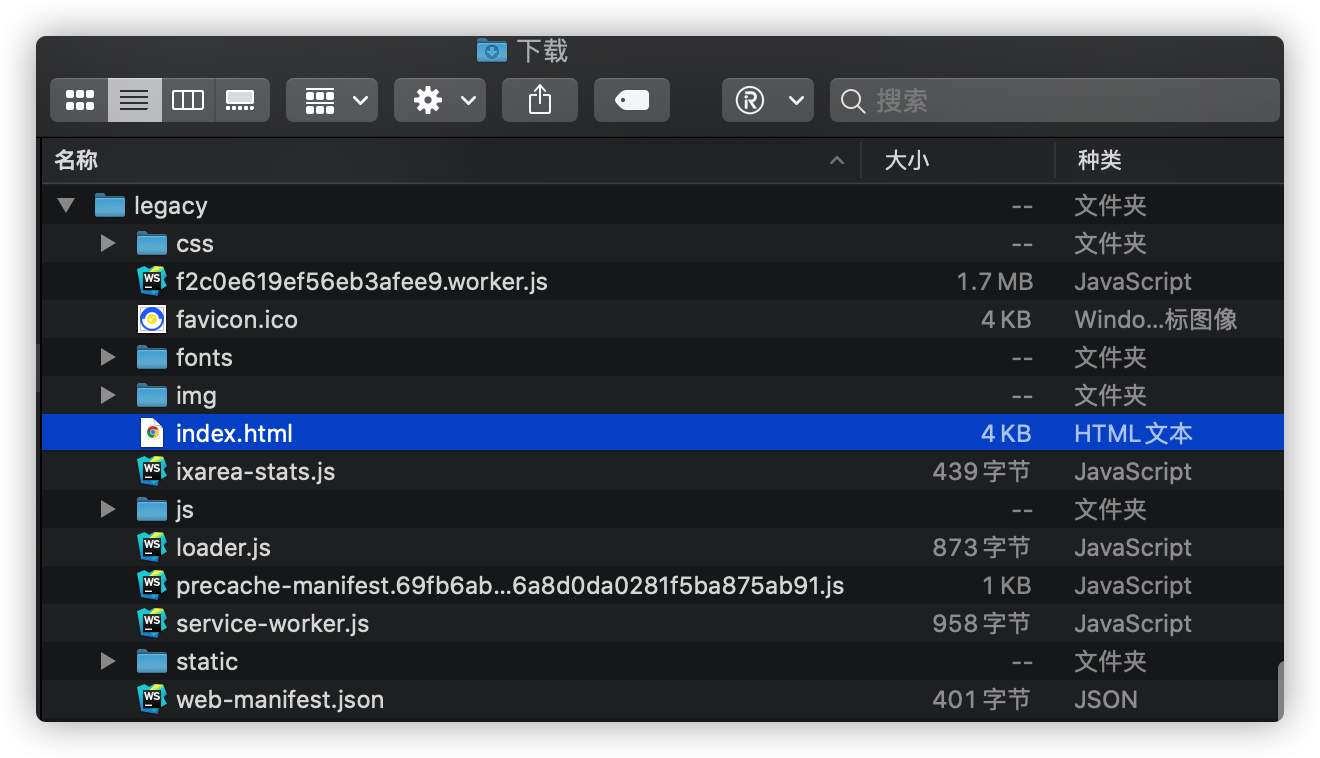 下载
搜索
名称 大小 种类
legacy -- 文件夹
css -- 文件夹
f2c0e619ef56eb3afee9.worker.js 1.7 MB JavaScript
favicon.ico 4 KB Windo...标图像
fonts -- 文件夹
img -- 文件夹
index.html 4 KB HTML 文本
ixarea-stats.js 439 字节 JavaScript
js -- 文件夹
loader.js 873 字节 JavaScript
precache-manifest.69fb6ab...6a8d0da0281f5ba875ab91.js 1 KB JavaScript
service-worker.js 958 字节 JavaScript
static -- 文件夹
web-manifest.json 401 字节 JSON